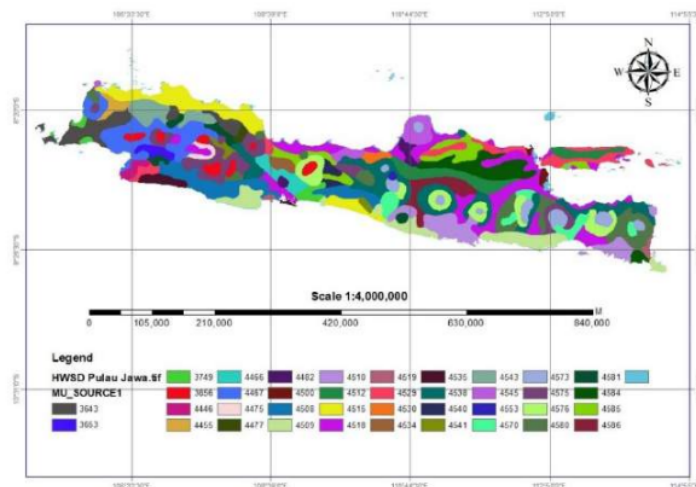 N
W E
S
Scale 1:4,000,000
M
0 105,000 210,000 420,000 630,000 840,000
Legend
HWSD Pulau Jawa.tif
MU_SOURCE1
3643
3653
3749 4466 4482 4510 4519 4535 4543 4573 4581
3656 4467 4500 4512 4529 4538 4545 4575 4584
4446 4475 4508 4515 4530 4540 4553 4576 4585
4455 4477 4509 4518 4534 4541 4570 4580 4586